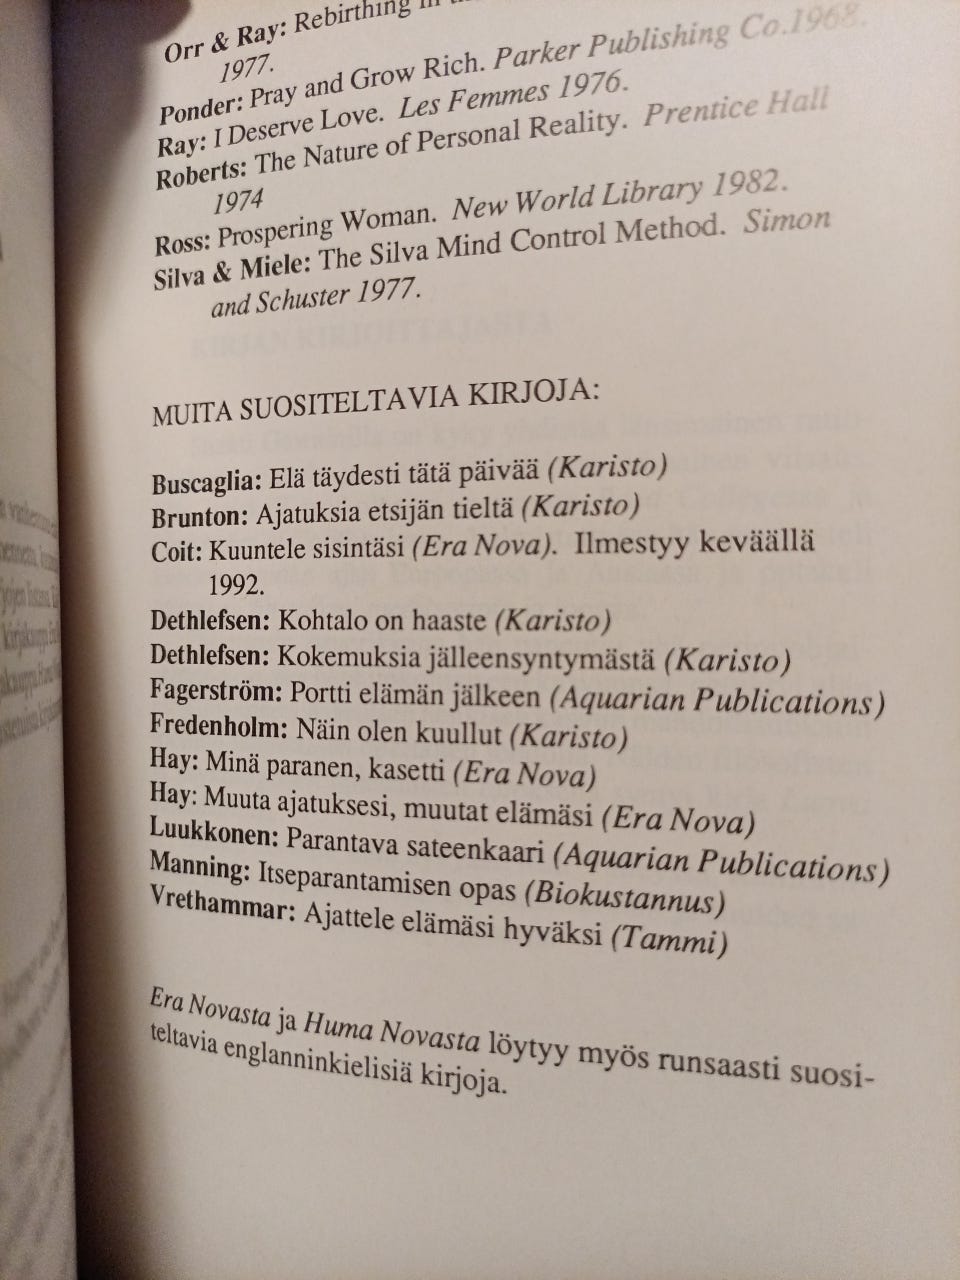 Orr & Ray: Rebirthing in
1977.
Ponder: Pray and Grow Rich. Parker Publishing Co.1968.
Ray: I Deserve Love. Les Femmes 1976.
Roberts: The Nature of Personal Reality. Prentice Hall
1974
Ross: Prospering Woman. New World Library 1982.
Silva & Miele: The Silva Mind Control Method. Simon
and Schuster 1977.
MUITA SUOSITELTAVIA KIRJOJA:
Buscaglia: Elä täydesti tätä päivää (Karisto)
Brunton: Ajatuksia etsijän tieltä (Karisto)
Coit: Kuuntele sisintäsi (Era Nova). Ilmestyy keväällä
1992.
Dethlefsen: Kohtalo on haaste (Karisto)
Dethlefsen: Kokemuksia jälleensyntymästä (Karisto)
Fagerström: Portti elämän jälkeen (Aquarian Publications)
Fredenholm: Näin olen kuullut (Karisto)
Hay: Minä paranen, kasetti (Era Nova)
Hay: Muuta ajatuksesi, muutat elämäsi (Era Nova)
Luukkonen: Parantava sateenkaari (Aquarian Publications)
Manning: Itseparantamisen opas (Biokustannus)
Vrethammar: Ajattele elämäsi hyväksi (Tammi)
Era Novasta ja Huma Novasta löytyy myös runsaasti suosi-
teltavia englanninkielisiä kirjoja.